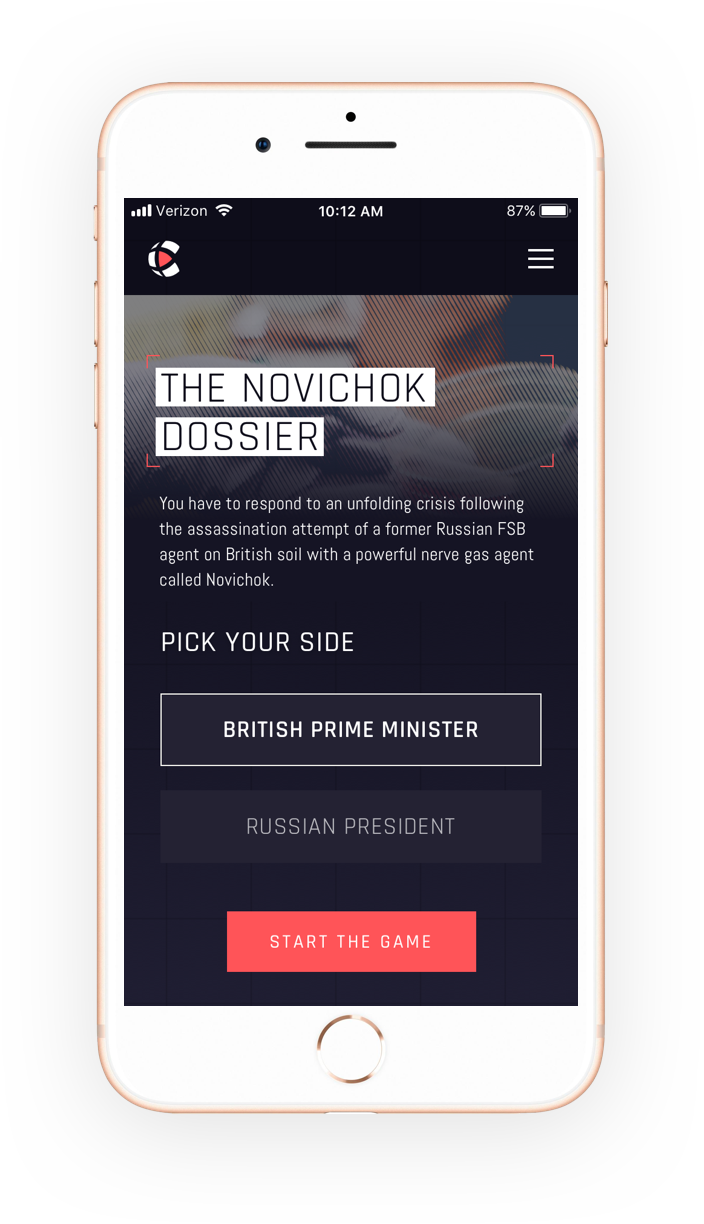 Verizon 10:12 AM 87%
THE NOVICHOK
DOSSIER
You have to respond to an unfolding crisis following
the assassination attempt of a former Russian FSB
agent on British soil with a powerful nerve gas agent
called Novichok.
PICK YOUR SIDE
BRITISH PRIME MINISTER
RUSSIAN PRESIDENT
START THE GAME